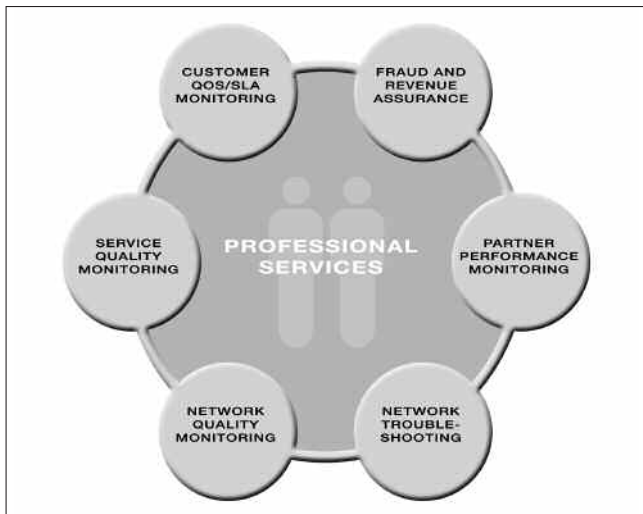 CUSTOMER
QOS/SLA
MONITORING
FRAUD AND
REVENUE
ASSURANCE
SERVICE
QUALITY
MONITORING
PROFESSIONAL
SERVICES
PARTNER
PERFORMANCE
MONITORING
NETWORK
QUALITY
MONITORING
NETWORK
TROUBLE-
SHOOTING